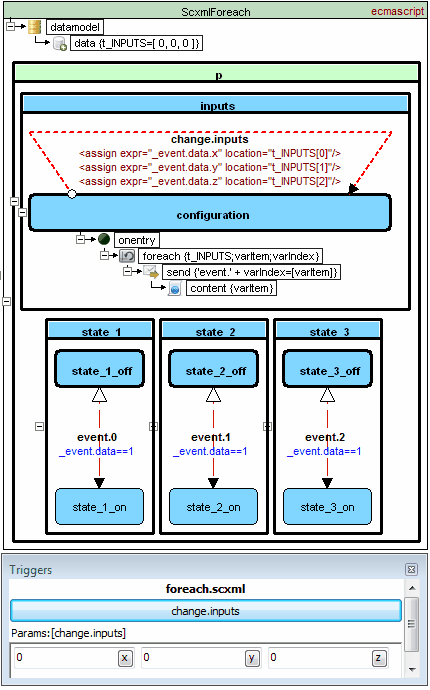 ScxmlForeach ecmascript
datamodel
data {t_INPUTS=[ 0, 0, 0 ]}
p
inputs
change.inputs
<assign expr="_event.data.x" location="t_INPUTS[0]"/>
<assign expr="_event.data.y" location="t_INPUTS[1]"/>
<assign expr="_event.data.z" location="t_INPUTS[2]"/>
configuration
onentry
foreach {t_INPUTS;varItem;varIndex}
send {'event.' + varIndex=[varItem]}
content {varItem}
state_1 state_2 state_3
state_1_off state_2_off state_3_off
event.0 event.1 event.2
_event.data==1 _event.data==1 _event.data==1
state_1_on state_2_on state_3_on
Triggers
foreach.scxml
change.inputs
Params:[change.inputs]
0 x 0 y 0 z